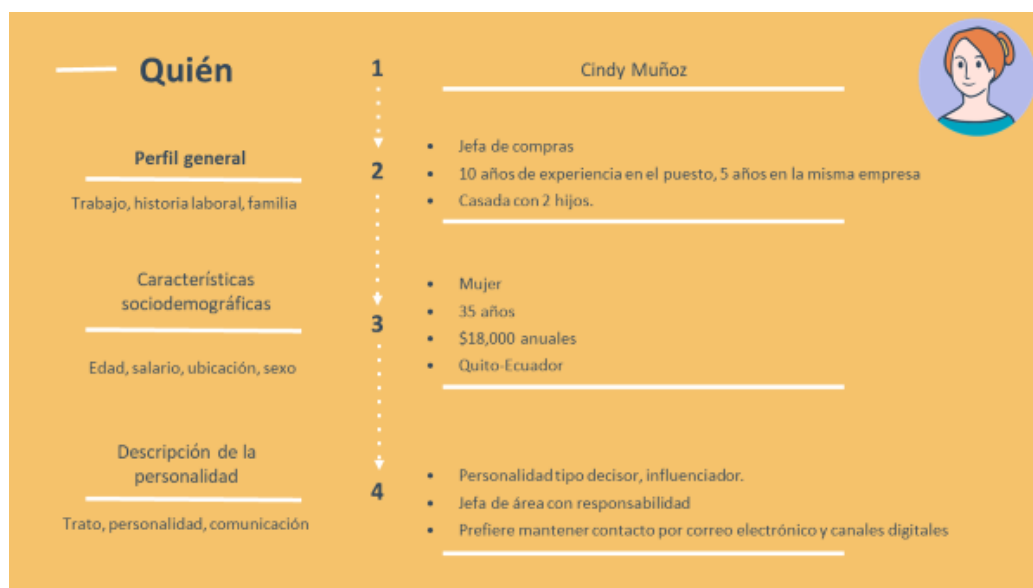 Quién
1
Cindy Muñoz
Perfil general
Trabajo, historia laboral, familia
2
• Jefa de compras
• 10 años de experiencia en el puesto, 5 años en la misma empresa
• Casada con 2 hijos.
Características
sociodemográficas
Edad, salario, ubicación, sexo
3
• Mujer
• 35 años
• $18,000 anuales
• Quito-Ecuador
Descripción de la
personalidad
Trato, personalidad, comunicación
4
• Personalidad tipo decisor, influenciador.
• Jefa de área con responsabilidad
• Prefiere mantener contacto por correo electrónico y canales digitales